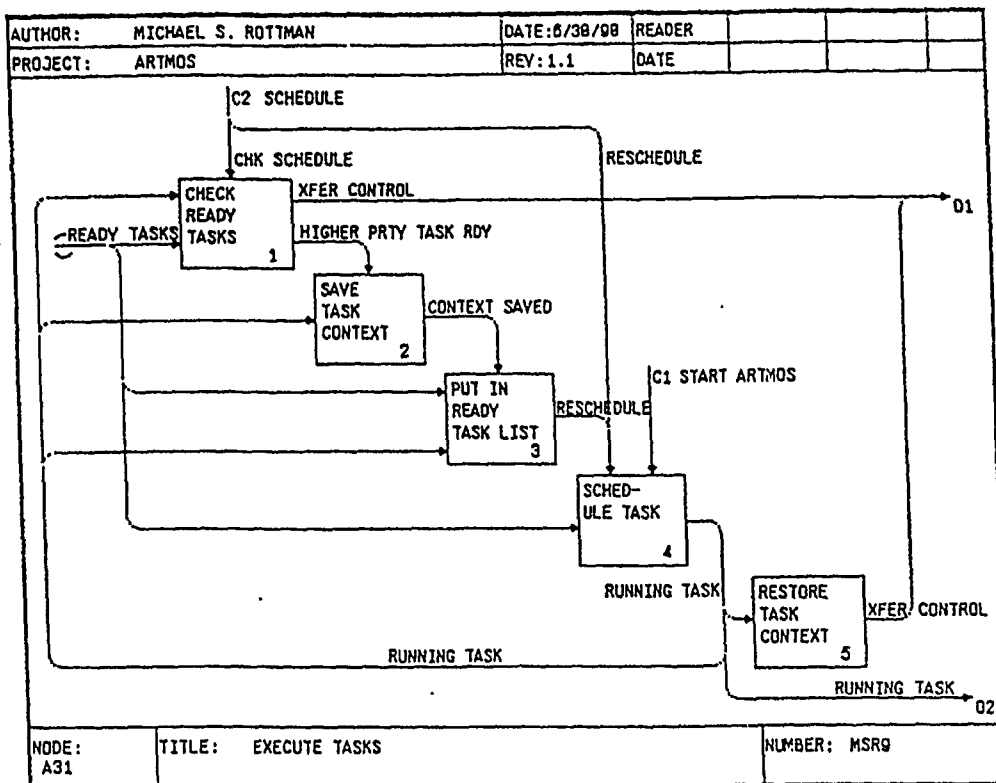 AUTHOR: MICHAEL S. ROTTMAN
DATE:6/30/90
READER
PROJECT: ARTMOS
REV:1.1
DATE
C2 SCHEDULE
CHK SCHEDULE
RESCHEDULE
CHECK
READY
TASKS
1
XFER CONTROL
O1
READY TASKS
HIGHER PRTY TASK RDY
SAVE
TASK
CONTEXT
2
CONTEXT SAVED
C1 START ARTMOS
PUT IN
READY
TASK LIST
3
RESCHEDULE
SCHED-
ULE TASK
4
RUNNING TASK
RESTORE
TASK
CONTEXT
5
XFER CONTROL
RUNNING TASK
RUNNING TASK
O2
NODE:
A31
TITLE: EXECUTE TASKS
NUMBER: MSR9